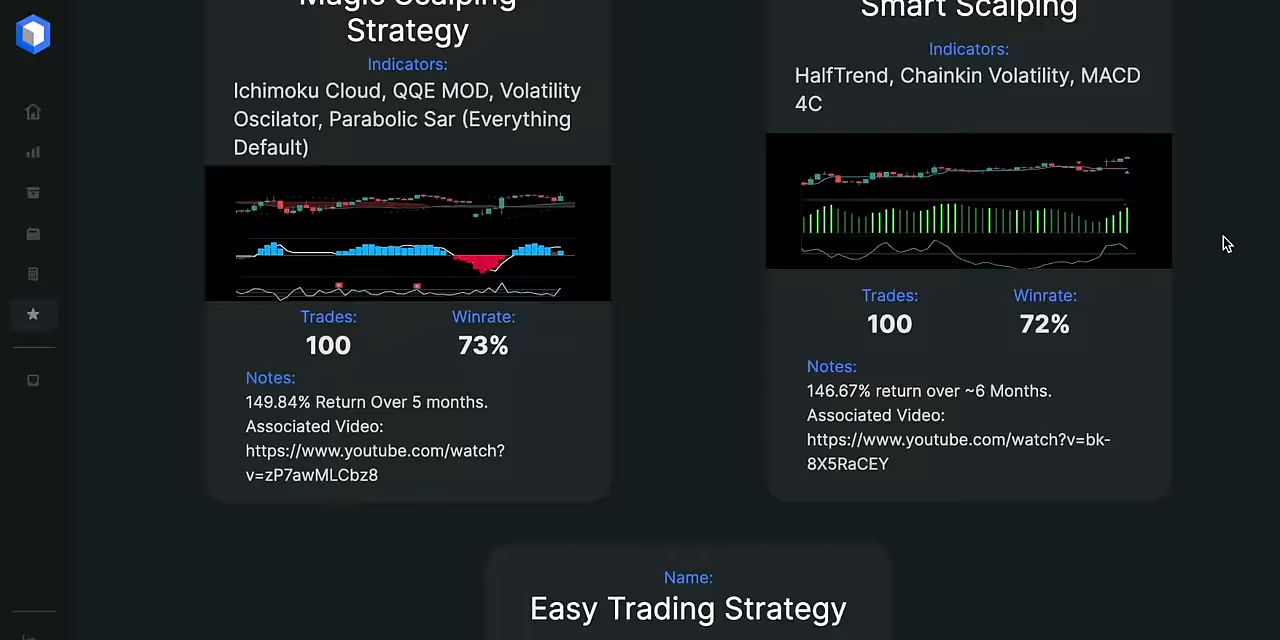 Magic Scalping
Strategy
Indicators:
Ichimoku Cloud, QQE MOD, Volatility
Oscilator, Parabolic Sar (Everything
Default)
Trades:
100
Winrate:
73%
Notes:
149.84% Return Over 5 months.
Associated Video:
https://www.youtube.com/watch?
v=zP7awMLCbz8
Smart Scalping
Indicators:
HalfTrend, Chainkin Volatility, MACD
4C
Trades:
100
Winrate:
72%
Notes:
146.67% return over ~6 Months.
Associated Video:
https://www.youtube.com/watch?v=bk-
8X5RaCEY
Name:
Easy Trading Strategy